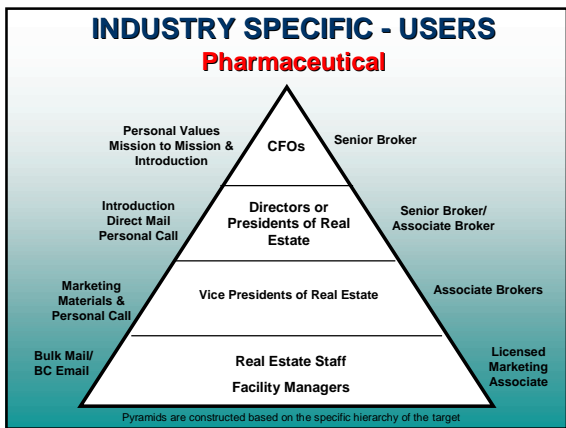 INDUSTRY SPECIFIC - USERS
Pharmaceutical
Personal Values
Mission to Mission &
Introduction
CFOs
Senior Broker
Introduction
Direct Mail
Personal Call
Directors or
Presidents of Real
Estate
Senior Broker/
Associate Broker
Marketing
Materials &
Personal Call
Vice Presidents of Real Estate
Associate Brokers
Bulk Mail/
BC Email
Real Estate Staff
Facility Managers
Licensed
Marketing
Associate
Pyramids are constructed based on the specific hierarchy of the target